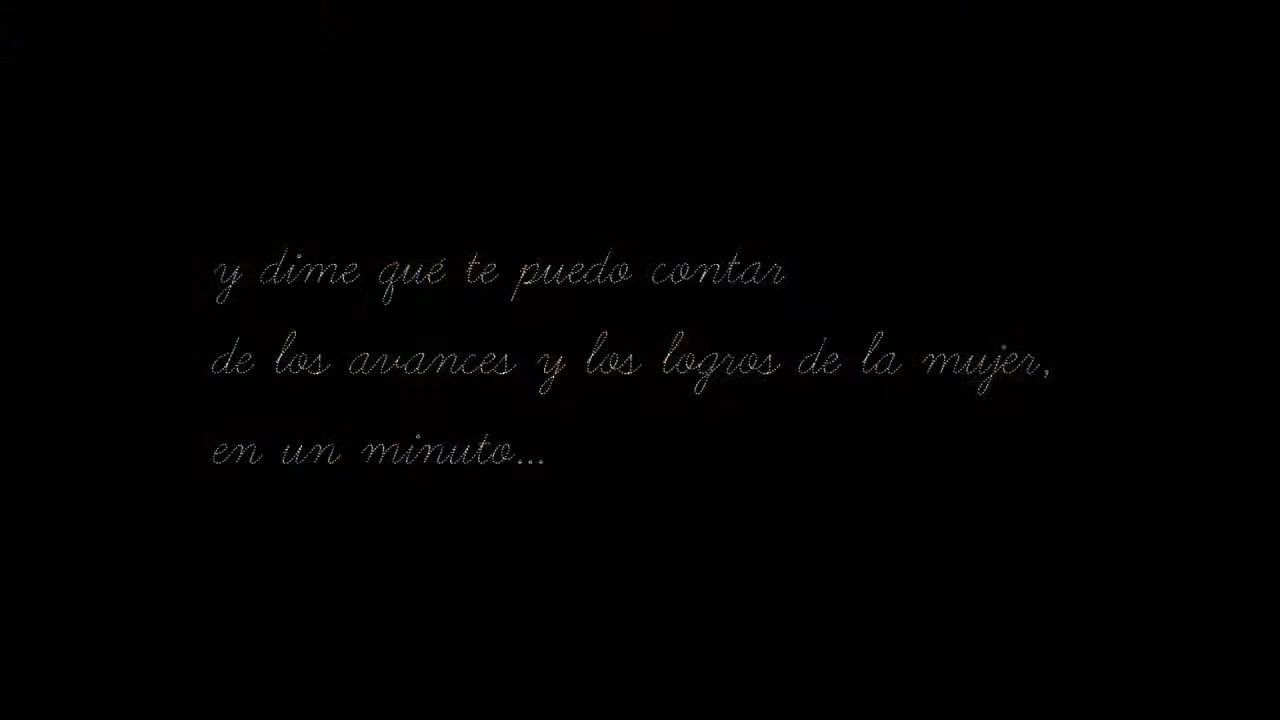 y dime qué te puedo contar
de los avances y los logros de la mujer,
en un minuto...